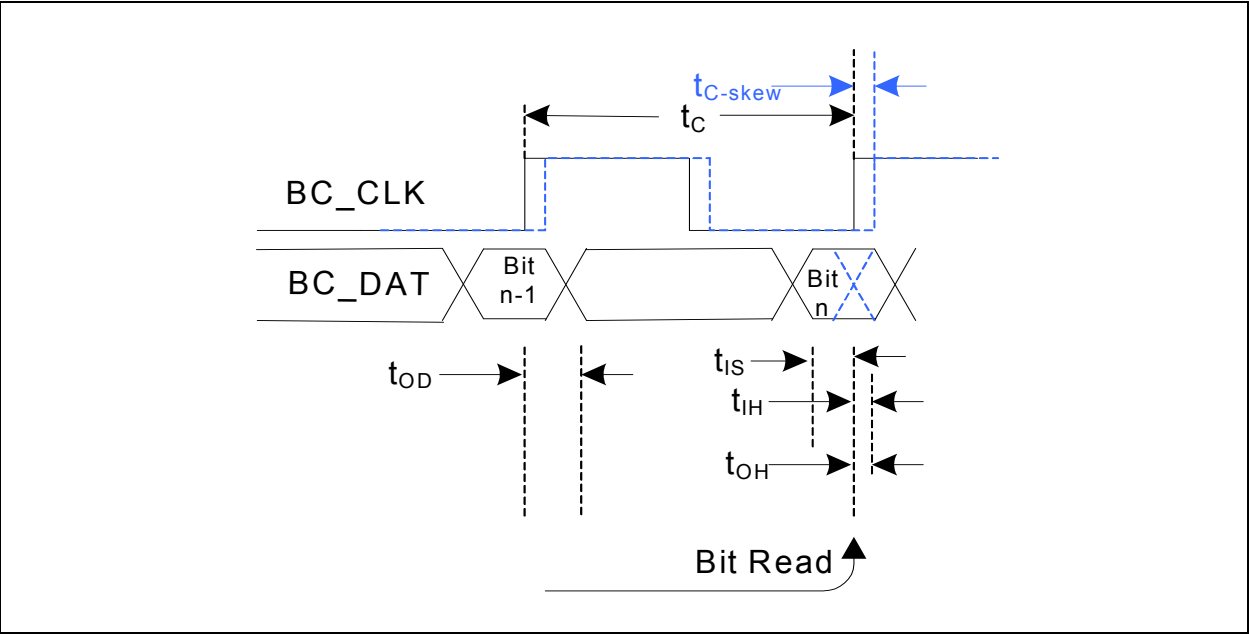 tC-skew
tC
BC_CLK
BC_DAT
Bit
n-1
Bit
n
tOD
tIS
tIH
tOH
Bit Read